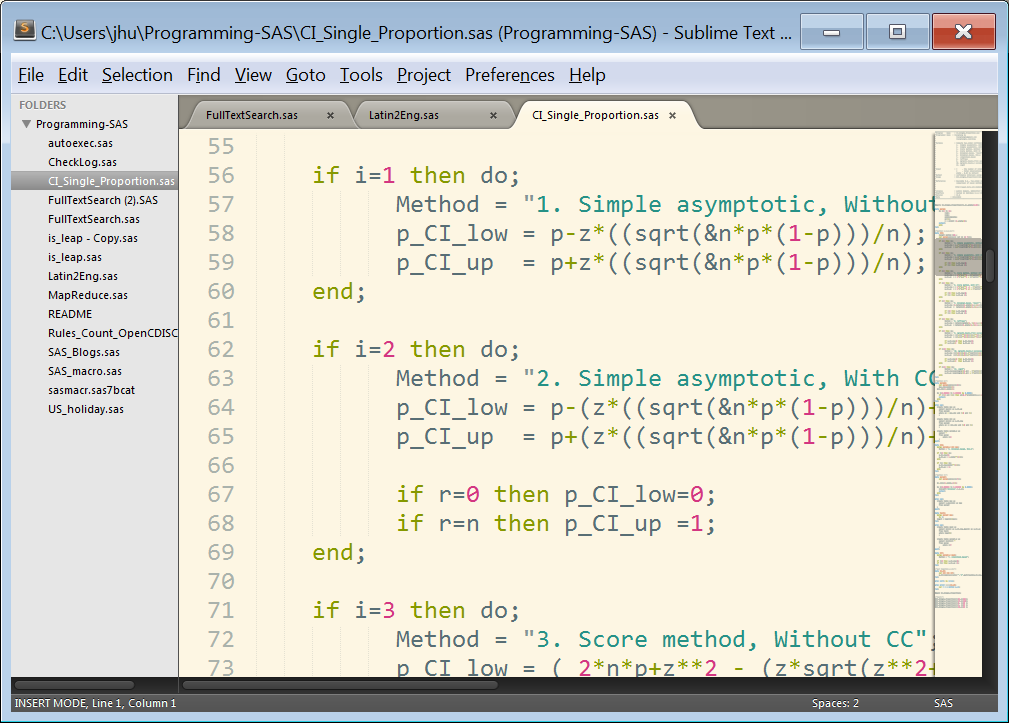 C:\Users\jhu\Programming-SAS\CI_Single_Proportion.sas (Programming-SAS) - Sublime Text ...
File Edit Selection Find View Goto Tools Project Preferences Help
FOLDERS
Programming-SAS
autoexec.sas
CheckLog.sas
CI_Single_Proportion.sas
FullTextSearch (2).SAS
FullTextSearch.sas
is_leap - Copy.sas
is_leap.sas
Latin2Eng.sas
MapReduce.sas
README
Rules_Count_OpenCDISC
SAS_Blogs.sas
SAS_macro.sas
sasmacr.sas7bcat
US_holiday.sas
FullTextSearch.sas × Latin2Eng.sas × CI_Single_Proportion.sas ×
55
56 if i=1 then do;
57 Method = "1. Simple asymptotic, Without
58 p_CI_low = p-z*((sqrt(&n*p*(1-p)))/n);
59 p_CI_up  = p+z*((sqrt(&n*p*(1-p)))/n);
60 end;
61
62 if i=2 then do;
63 Method = "2. Simple asymptotic, With CC
64 p_CI_low = p-(z*((sqrt(&n*p*(1-p)))/n)+
65 p_CI_up  = p+(z*((sqrt(&n*p*(1-p)))/n)+
66
67 if r=0 then p_CI_low=0;
68 if r=n then p_CI_up =1;
69 end;
70
71 if i=3 then do;
72 Method = "3. Score method, Without CC";
73 p_CI_low = ( 2*n*p+z**2 - (z*sqrt(z**2+
INSERT MODE, Line 1, Column 1 Spaces: 2 SAS